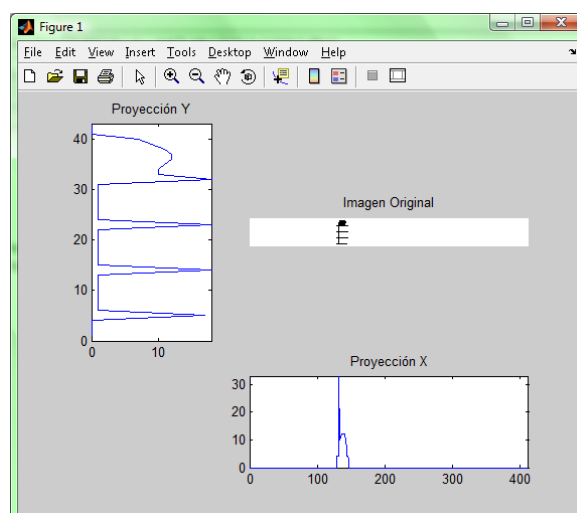 Figure 1
File Edit View Insert Tools Desktop Window Help
Proyección Y
40
30
20
10
0
0 10
Imagen Original
Proyección X
30
20
10
0
0 100 200 300 400